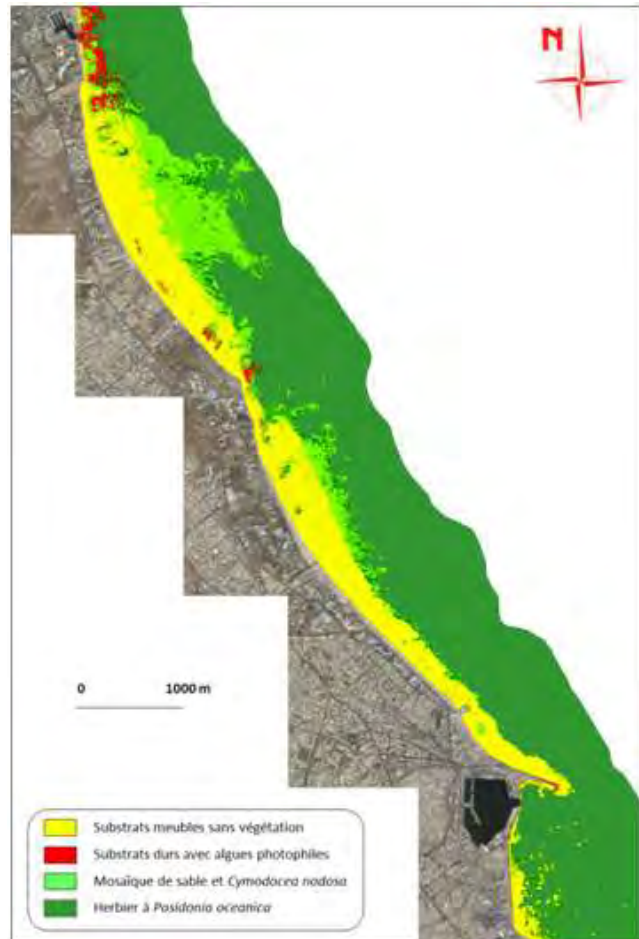 N
0 1000 m
Substrats meubles sans végétation
Substrats durs avec algues photophiles
Mosaïque de sable et Cymodocea nodosa
Herbier à Posidonia oceanica